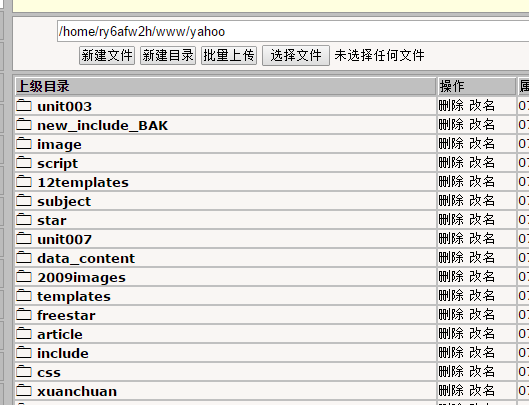 /home/ry6afw2h/www/yahoo
新建文件 新建目录 批量上传 选择文件 未选择任何文件
上级目录 操作
unit003 删除 改名 07
new_include_BAK 删除 改名 07
image 删除 改名 07
script 删除 改名 07
12templates 删除 改名 07
subject 删除 改名 07
star 删除 改名 07
unit007 删除 改名 07
data_content 删除 改名 07
2009images 删除 改名 07
templates 删除 改名 07
freestar 删除 改名 07
article 删除 改名 07
include 删除 改名 07
css 删除 改名 07
xuanchuan 删除 改名 07